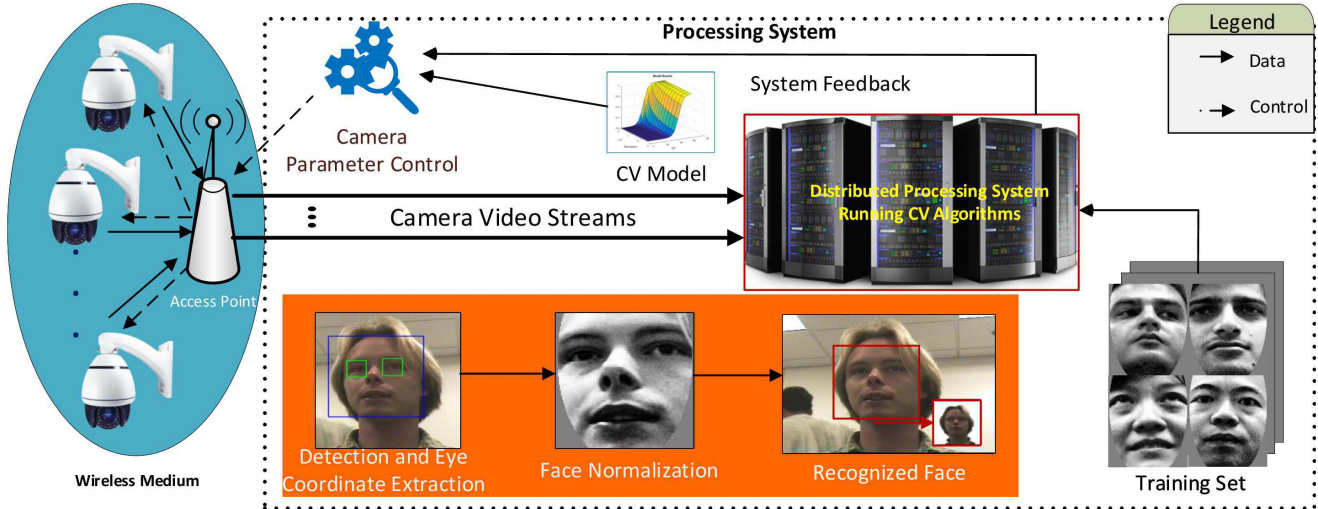 Processing System
Legend
Data
Control
System Feedback
Camera
Parameter Control
CV Model
Distributed Processing System
Running CV Algorithms
Camera Video Streams
Access Point
Wireless Medium
Detection and Eye
Coordinate Extraction
Face Normalization
Recognized Face
Training Set